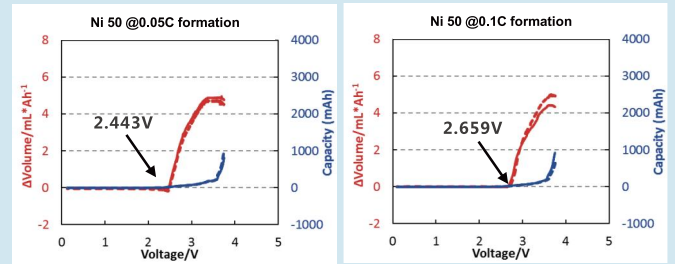 Ni 50 @0.05C formation
8
6
4
2
0
-2
ΔVolume/mL*Ah-1
4000
3000
2000
1000
0
-1000
Capacity (mAh)
2.443V
0 1 2 3 4 5
Voltage/V
Ni 50 @0.1C formation
8
6
4
2
0
-2
ΔVolume/mL*Ah-1
4000
3000
2000
1000
0
-1000
Capacity (mAh)
2.659V
0 1 2 3 4 5
Voltage/V